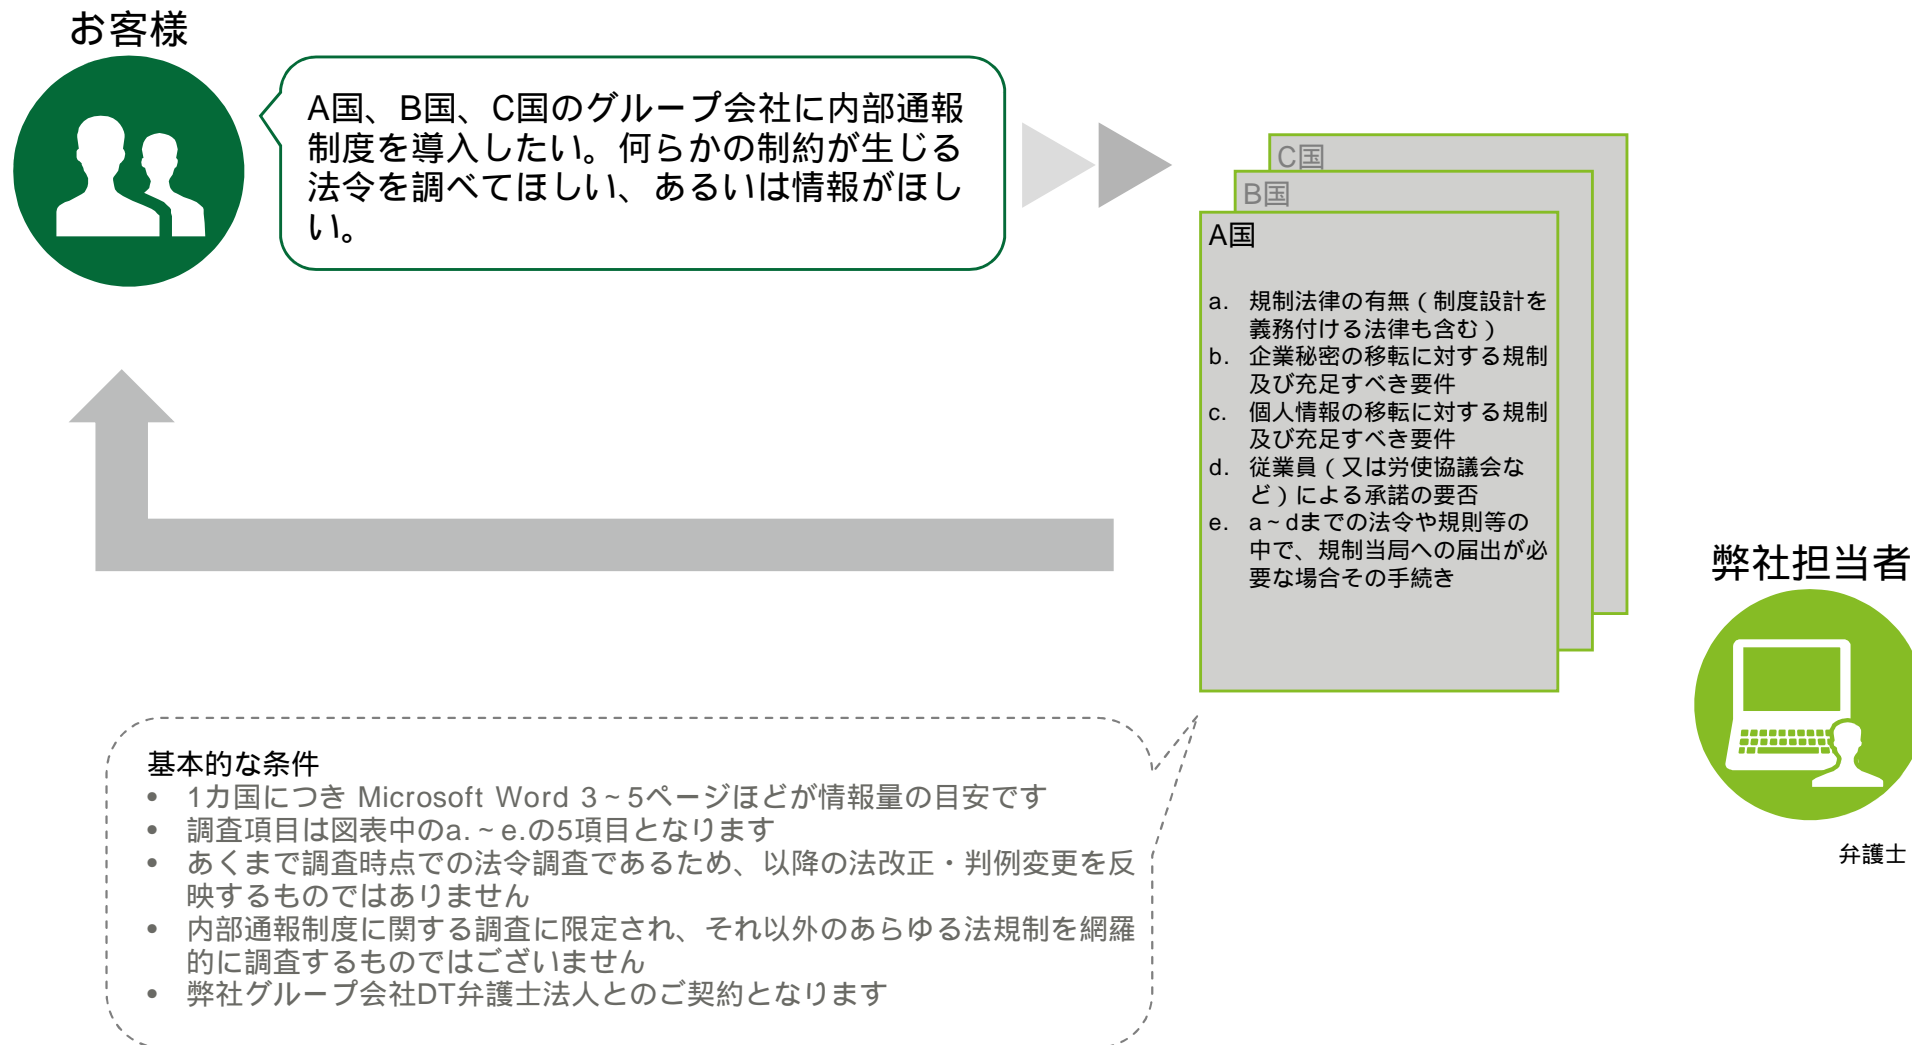 お客様
A国、B国、C国のグループ会社に内部通報
制度を導入したい。何らかの制約が生じる
法令を調べてほしい、あるいは情報がほし
い。
C国
B国
A国
a. 規制法律の有無（制度設計を
義務付ける法律も含む）
b. 企業秘密の移転に対する規制
及び充足すべき要件
c. 個人情報の移転に対する規制
及び充足すべき要件
d. 従業員（又は労使協議会な
ど）による承諾の要否
e. a~dまでの法令や規則等の
中で、規制当局への届出が必
要な場合その手続き
弊社担当者
弁護士
基本的な条件
• 1カ国につき Microsoft Word 3~5ページほどが情報量の目安です
• 調査項目は図表中のa.~e.の5項目となります
• あくまで調査時点での法令調査であるため、以降の法改正・判例変更を反
映するものではありません
• 内部通報制度に関する調査に限定され、それ以外のあらゆる法規制を網羅
的に調査するものではございません
• 弊社グループ会社DT弁護士法人とのご契約となります